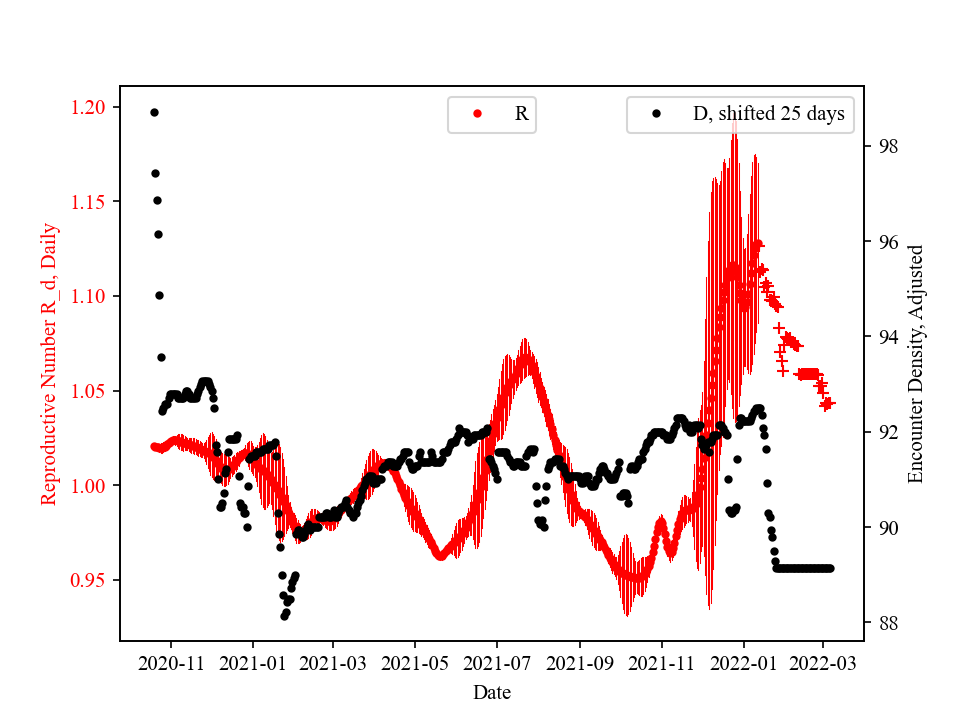 R
D, shifted 25 days
1.20
1.15
1.10
1.05
1.00
0.95
Reproductive Number R_d, Daily
98
96
94
92
90
88
Encounter Density, Adjusted
2020-11 2021-01 2021-03 2021-05 2021-07 2021-09 2021-11 2022-01 2022-03
Date